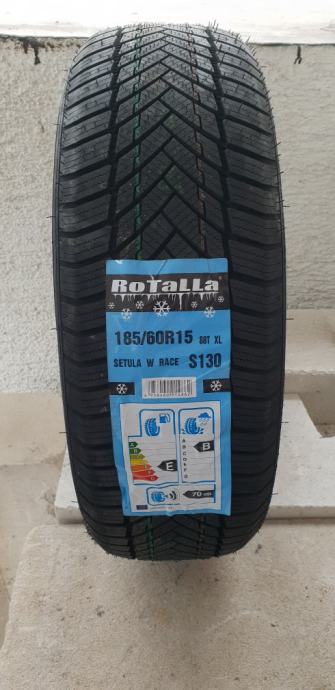 RoTaLLa
185/60R15 88T XL
SETULA W RACE S130
E
B
70 dB